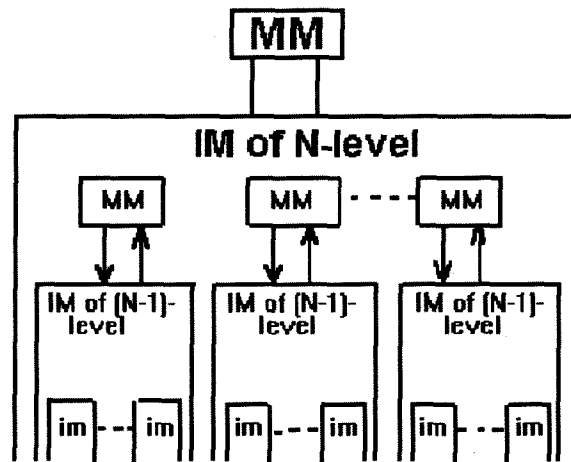 MM
IM of N-level
MM MM MM
IM of (N-1)- IM of (N-1)- IM of (N-1)-
level level level
im im im im im im